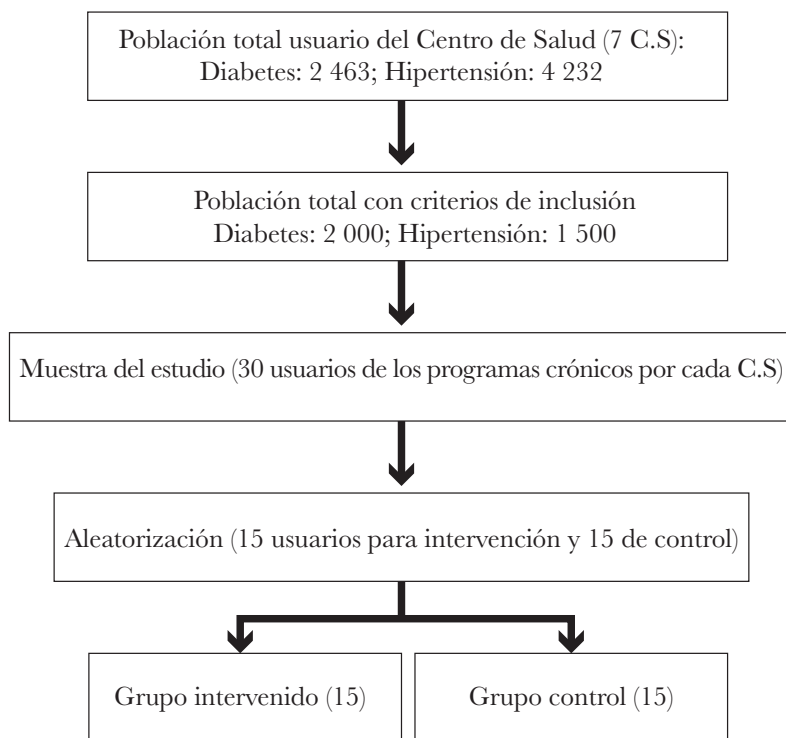 Población total usuario del Centro de Salud (7 C.S):
Diabetes: 2 463; Hipertensión: 4 232
Población total con criterios de inclusión
Diabetes: 2 000; Hipertensión: 1 500
Muestra del estudio (30 usuarios de los programas crónicos por cada C.S)
Aleatorización (15 usuarios para intervención y 15 de control)
Grupo intervenido (15)
Grupo control (15)